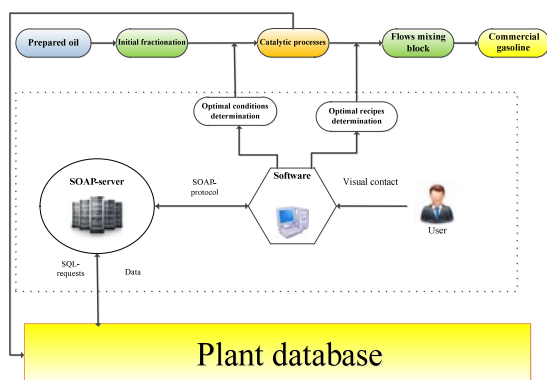 Prepared oil
Initial fractionation
Catalytic processes
Flows mixing
block
Commercial
gasoline
Optimal conditions
determination
Optimal recipes
determination
SOAP-server
SOAP-
protocol
Software
Visual contact
User
SQL-
requests
Data
Plant database